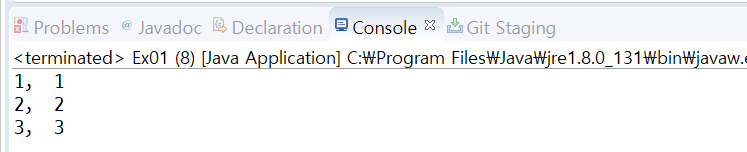 Problems @ Javadoc Declaration Console Git Staging
<terminated> Ex01 (8) [Java Application] C:₩Program Files₩Java₩jre1.8.0_131₩bin₩javaw.e
1,  1
2,  2
3,  3